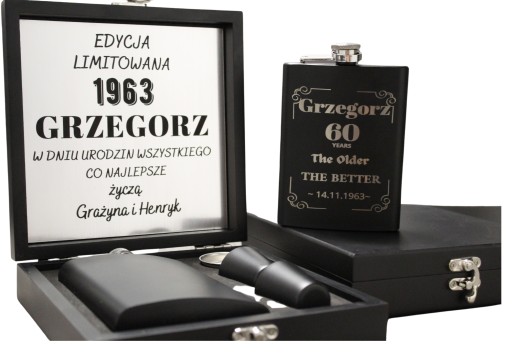 EDYCJA
LIMITOWANA
1963
GRZEGORZ
W DNIU URODZIN WSZYSTKIEGO
CO NAJLEPSZE
życzą
Grażyna i Henryk
Grzegorz
60
YEARS
The Older
THE BETTER
~ 14.11.1963~